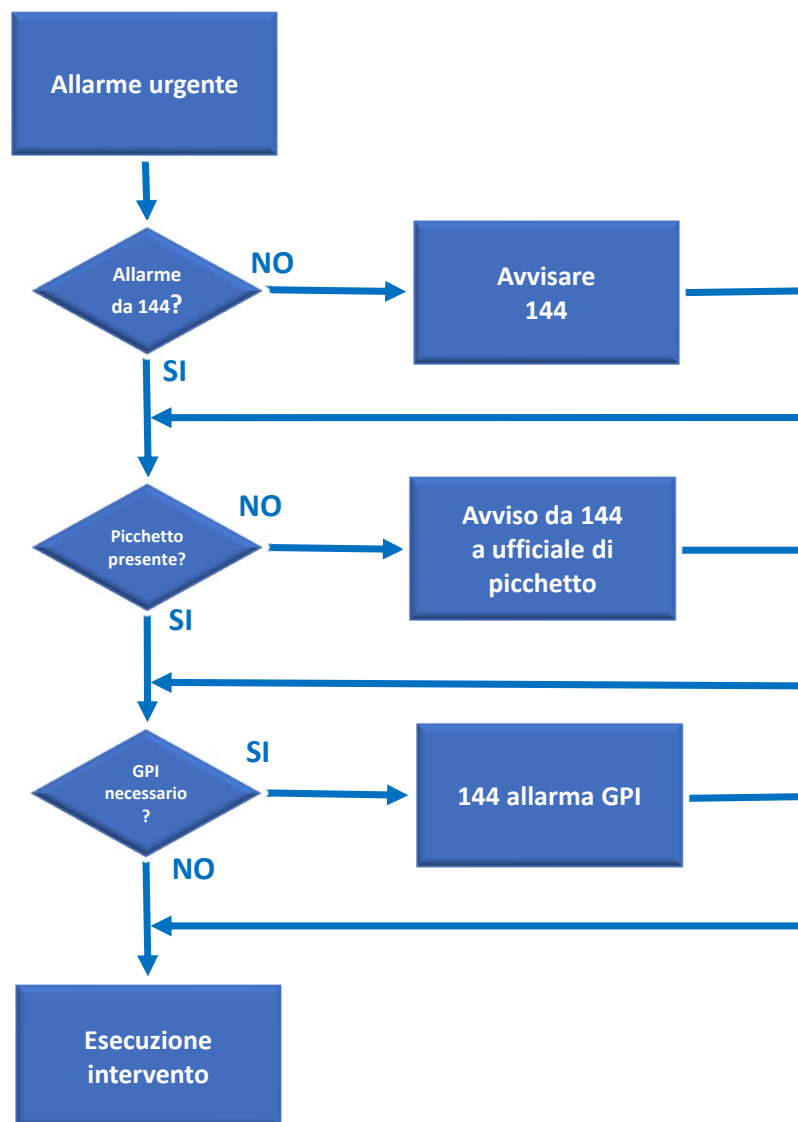 Allarme urgente
Allarme
da 144?
NO
Avvisare
144
SI
Picchetto
presente?
NO
Avviso da 144
a ufficiale di
picchetto
SI
GPI
necessario
?
SI
144 allarma GPI
NO
Esecuzione
intervento